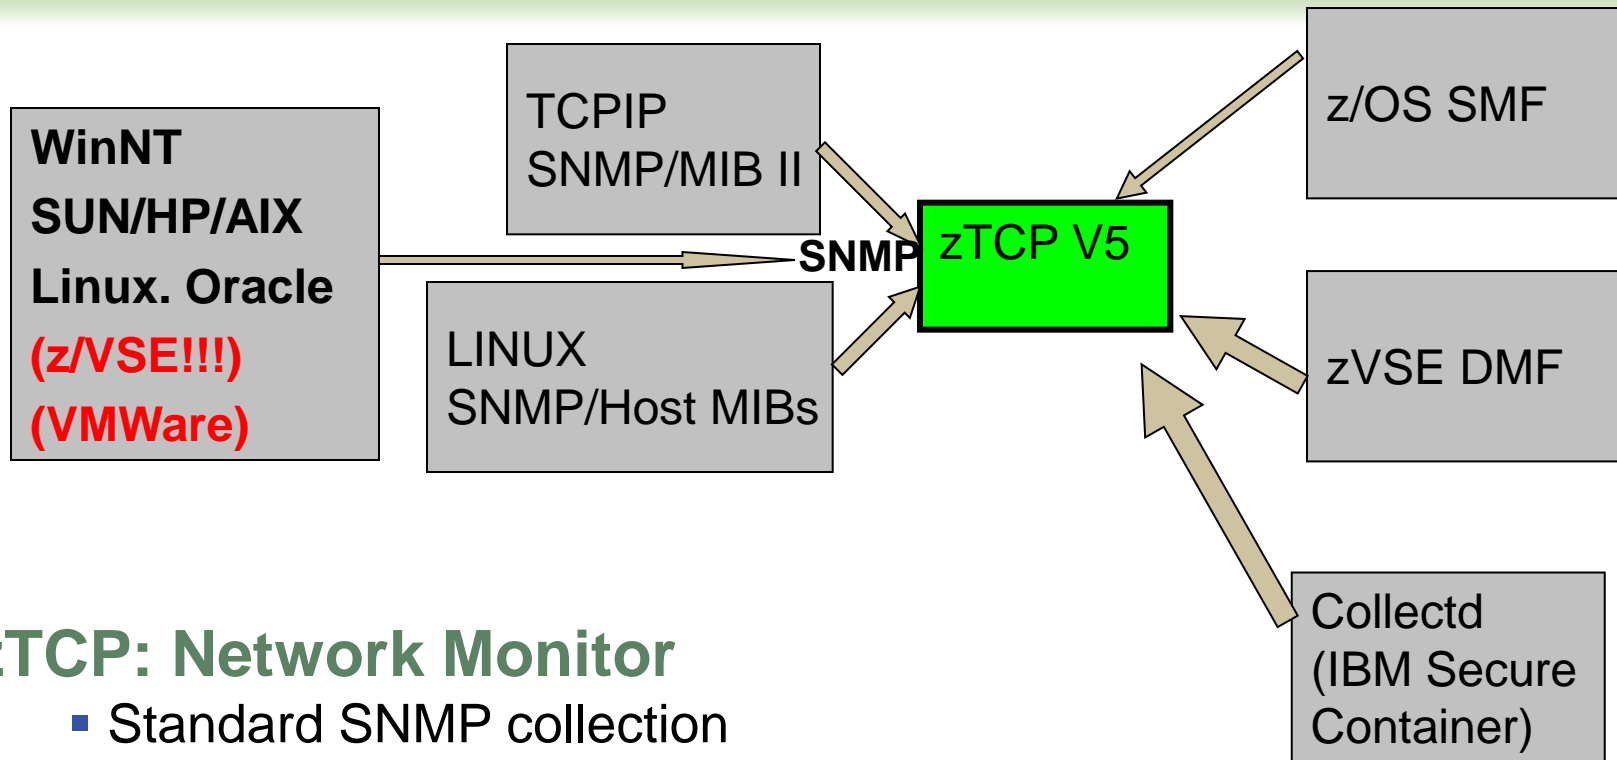 WinNT
SUN/HP/AIX
Linux. Oracle
(z/VSE!!!)
(VMWare)
TCPIP
SNMP/MIB II
SNMP
LINUX
SNMP/Host MIBs
zTCP V5
z/OS SMF
zVSE DMF
Collectd
(IBM Secure
Container)
zTCP: Network Monitor
▪ Standard SNMP collection